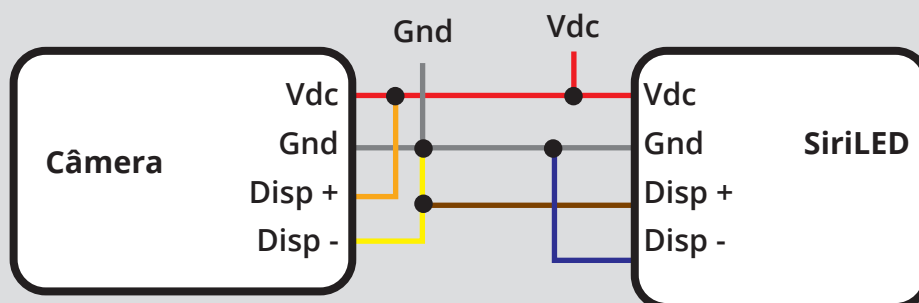 Gnd
Vdc
Câmera
Vdc
Gnd
Disp +
Disp -
Vdc
Gnd
Disp +
Disp -
SiriLED